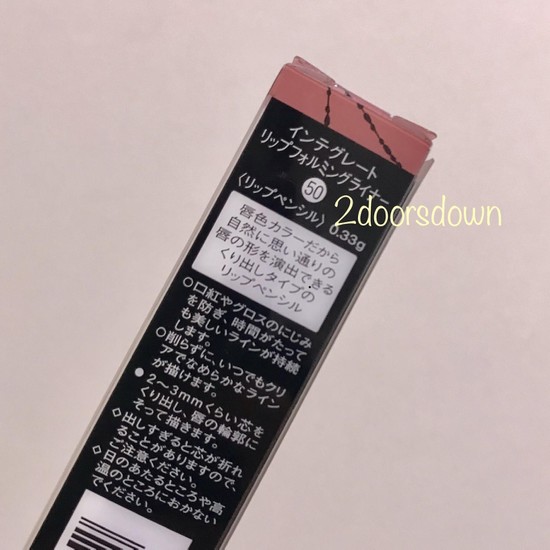 インテグレート
リップフォルミングライナー
50
〈リップペンシル〉 0.33g
唇色カラーだから
自然に思い通りの
唇の形を演出できる
くり出しタイプの
リップペンシル
○口紅やグロスのにじみ
を防ぎ、時間がたって
も美しいラインが持続
します。
○削らずに、いつでもクリ
アでなめらかなライン
が描けます。
●2～3mmくらい芯を
くり出し、唇の輪郭に
そって描きます。
◇出しすぎると芯が折れ
ることがありますので、
ご注意ください。
◇日のあたるところや高
温のところにおかない
でください。
2doorsdown